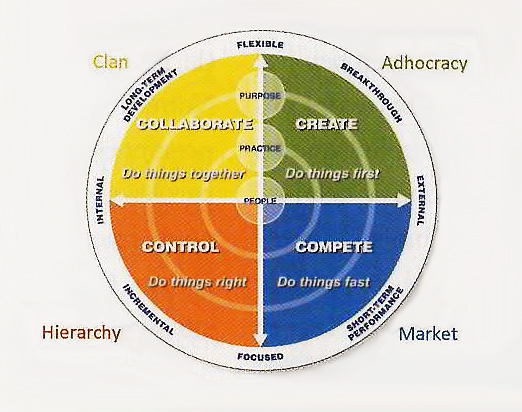 FLEXIBLE
Clan
Adhocracy
LONG-TERM
DEVELOPMENT
BREAKTHROUGH
PURPOSE
COLLABORATE
CREATE
PRACTICE
Do things together
Do things first
INTERNAL
PEOPLE
EXTERNAL
CONTROL
COMPETE
Do things right
Do things fast
INCREMENTAL
SHORT-TERM
PERFORMANCE
Hierarchy
Market
FOCUSED